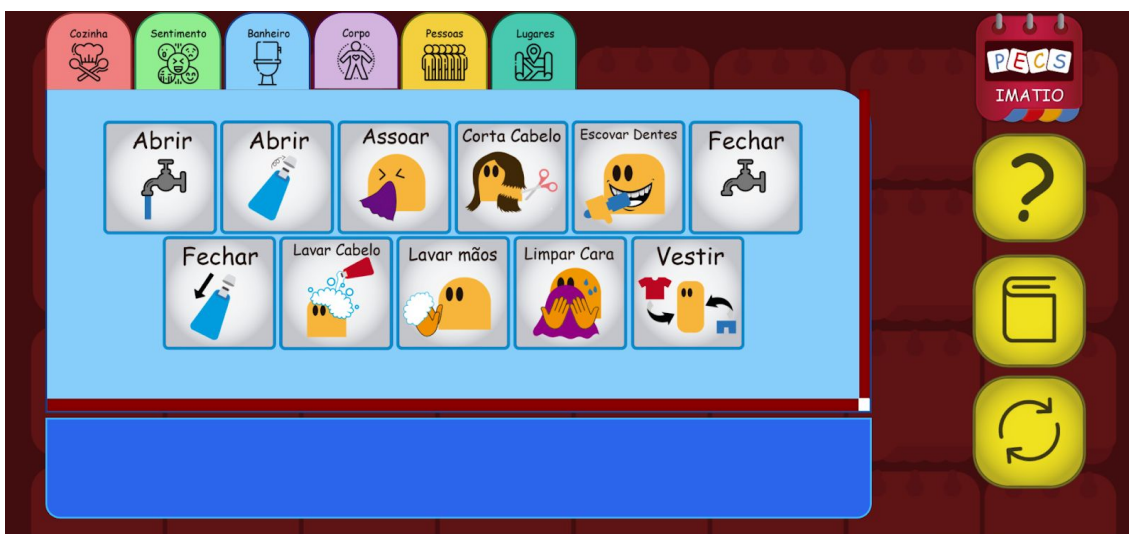 Cozinha
Sentimento
Banheiro
Corpo
Pessoas
Lugares
PECS
IMATIO
Abrir
Abrir
Assoar
Corta Cabelo
Escovar Dentes
Fechar
Fechar
Lavar Cabelo
Lavar mãos
Limpar Cara
Vestir
?